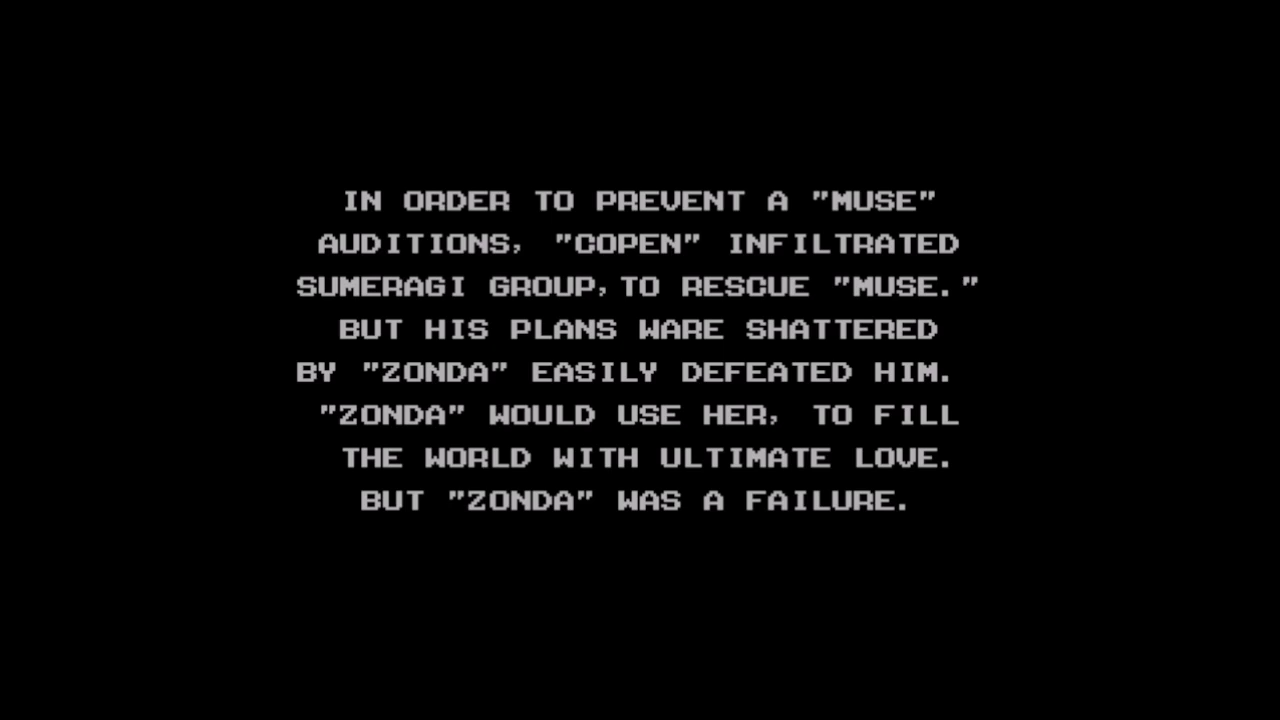 IN ORDER TO PREVENT A "MUSE"
AUDITIONS, "COPEN" INFILTRATED
SUMERAGI GROUP,TO RESCUE "MUSE."
BUT HIS PLANS WARE SHATTERED
BY "ZONDA" EASILY DEFEATED HIM.
"ZONDA" WOULD USE HER, TO FILL
THE WORLD WITH ULTIMATE LOVE.
BUT "ZONDA" WAS A FAILURE.